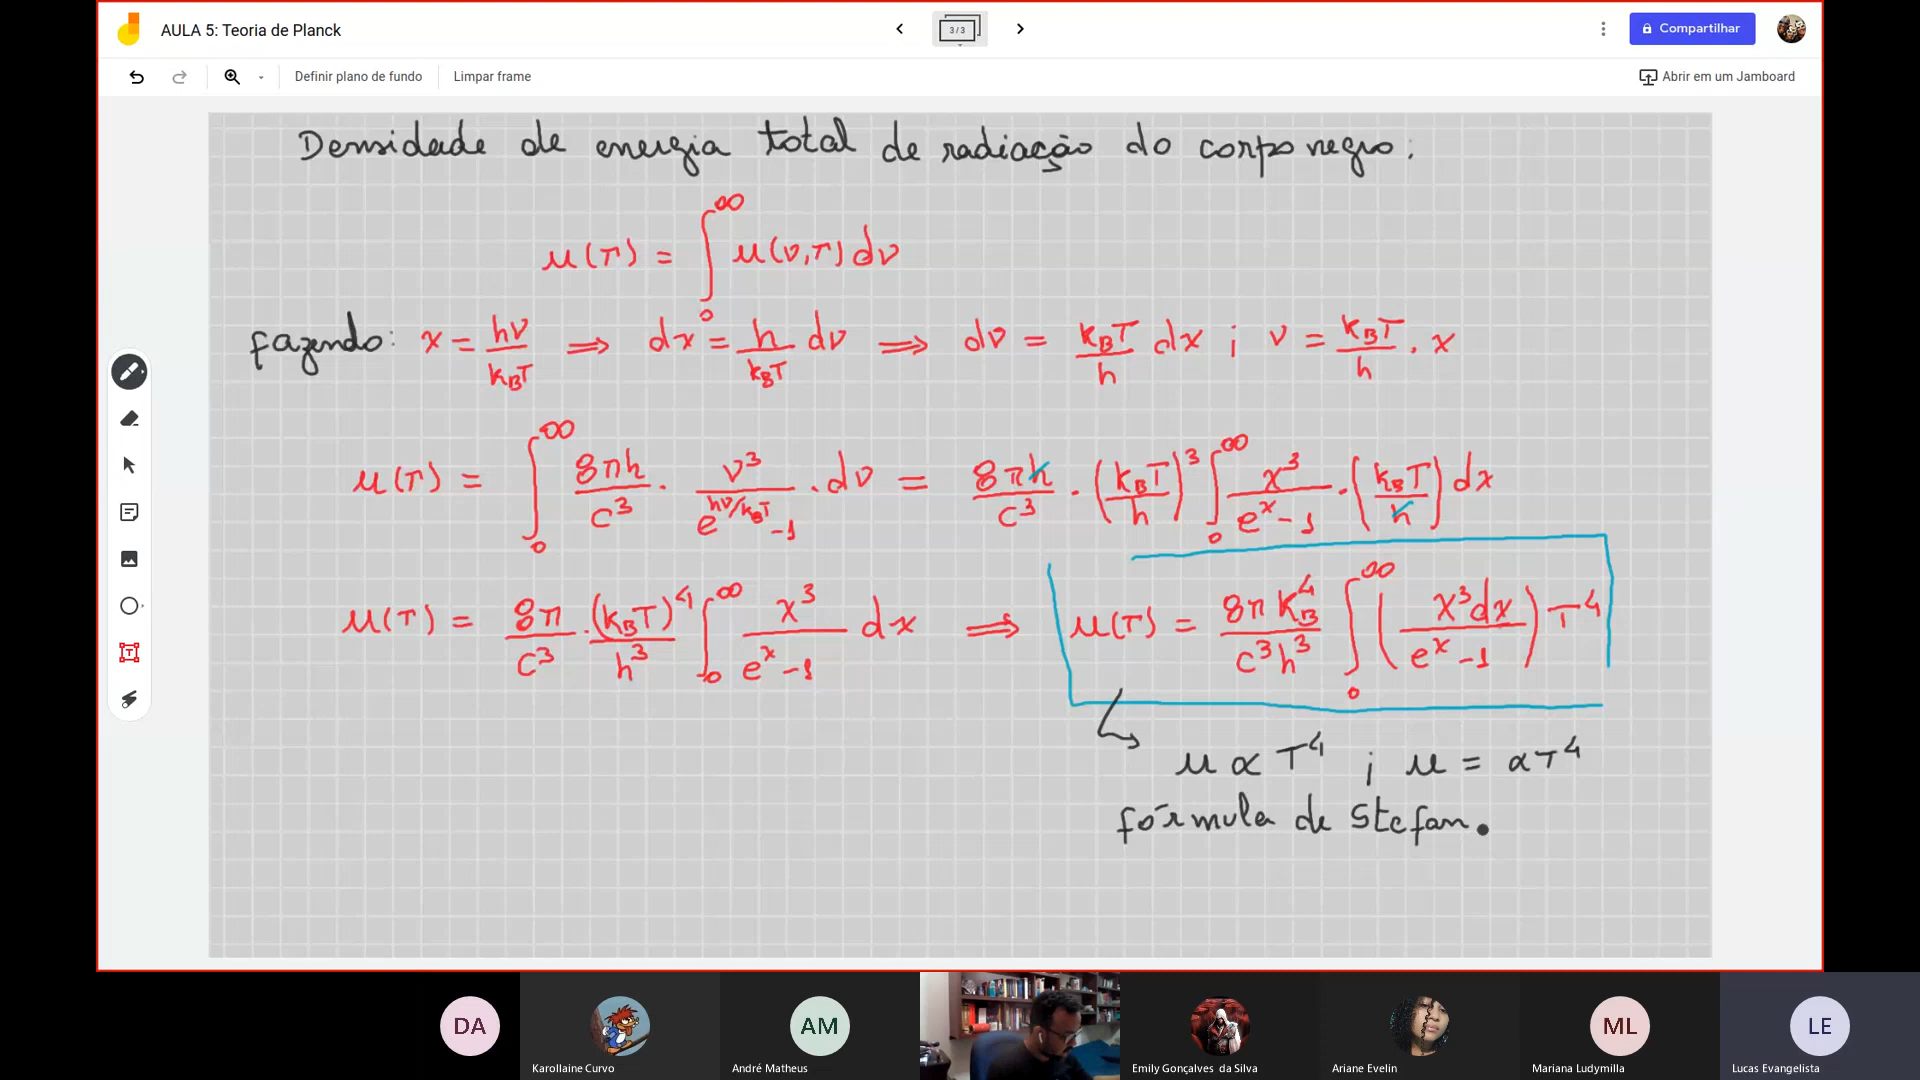 AULA 5: Teoria de Planck
3 / 3
Compartilhar
Definir plano de fundo
Limpar frame
Abrir em um Jamboard
Densidade de energia total de radiação do corpo negro:
u(T) = ∫₀^∞ u(ν,T) dν
fazendo: x = hν/k_BT ⟹ dx = h/k_BT dν ⟹ dν = k_BT/h dx ; ν = k_BT/h . x
u(T) = ∫₀^∞ 8πh/c³ . ν³/(e^(hν/k_BT) -1) . dν = 8πh/c³ . (k_BT/h)³ ∫₀^∞ x³/(e^x -1) . (k_BT/h) dx
u(T) = 8π/c³ . (k_BT)⁴/h³ ∫₀^∞ x³/(e^x -1) dx ⟹ u(T) = 8πK_B⁴/c³h³ ∫₀^∞ (x³dx/(e^x -1)) T⁴
u ∝ T⁴ ; u = αT⁴
fórmula de Stefan.
DA
Karollaine Curvo
AM
André Matheus
Emily Gonçalves da Silva
Ariane Evelin
ML
Mariana Ludymilla
LE
Lucas Evangelista